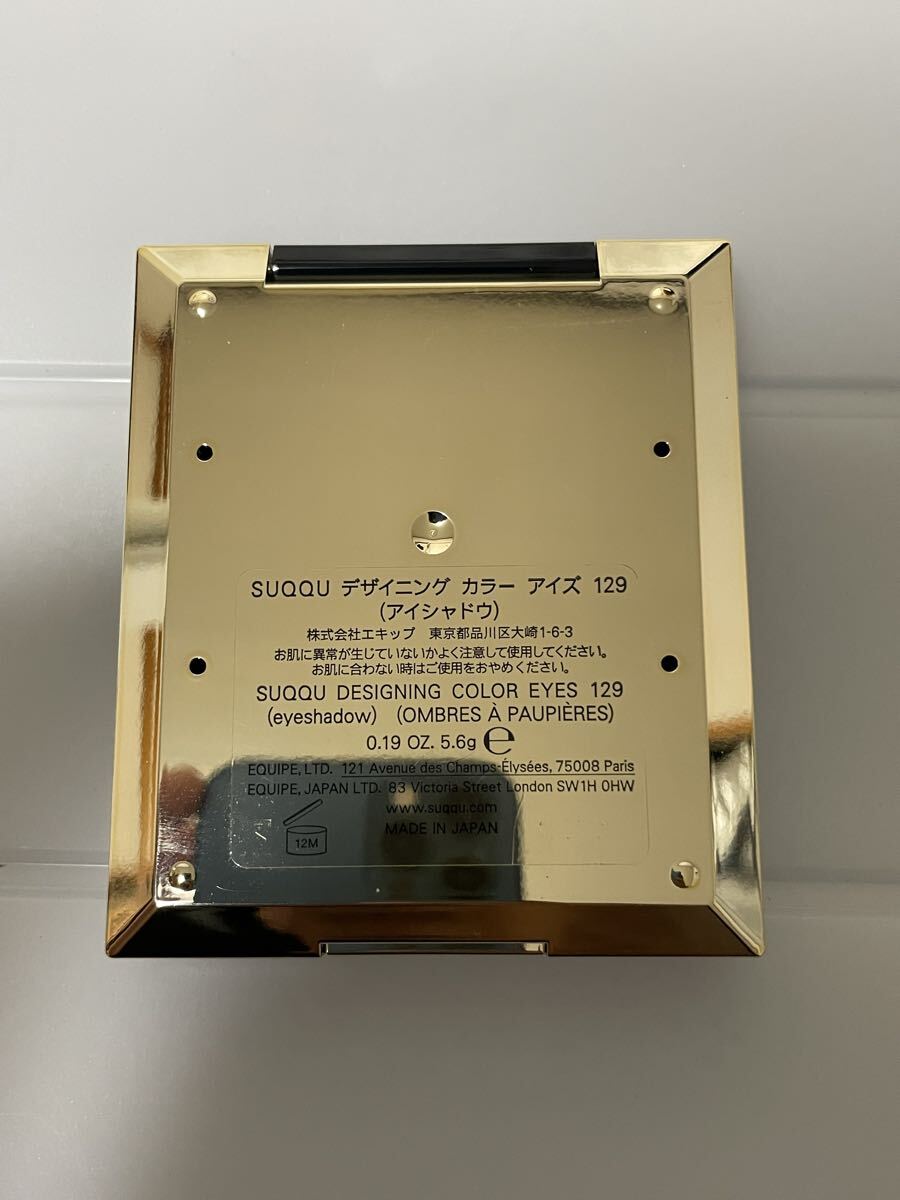 SUQQU デザイニング カラー アイズ 129
(アイシャドウ)
株式会社エキップ 東京都品川区大崎1-6-3
お肌に異常が生じていないかよく注意して使用してください。
お肌に合わない時はご使用をおやめください。
SUQQU DESIGNING COLOR EYES 129
(eyeshadow) (OMBRES À PAUPIÈRES)
0.19 OZ. 5.6g ℮
EQUIPE, LTD. 121 Avenue des Champs-Élysées, 75008 Paris
EQUIPE, JAPAN LTD. 83 Victoria Street London SW1H 0HW
www.suqqu.com
MADE IN JAPAN
12M